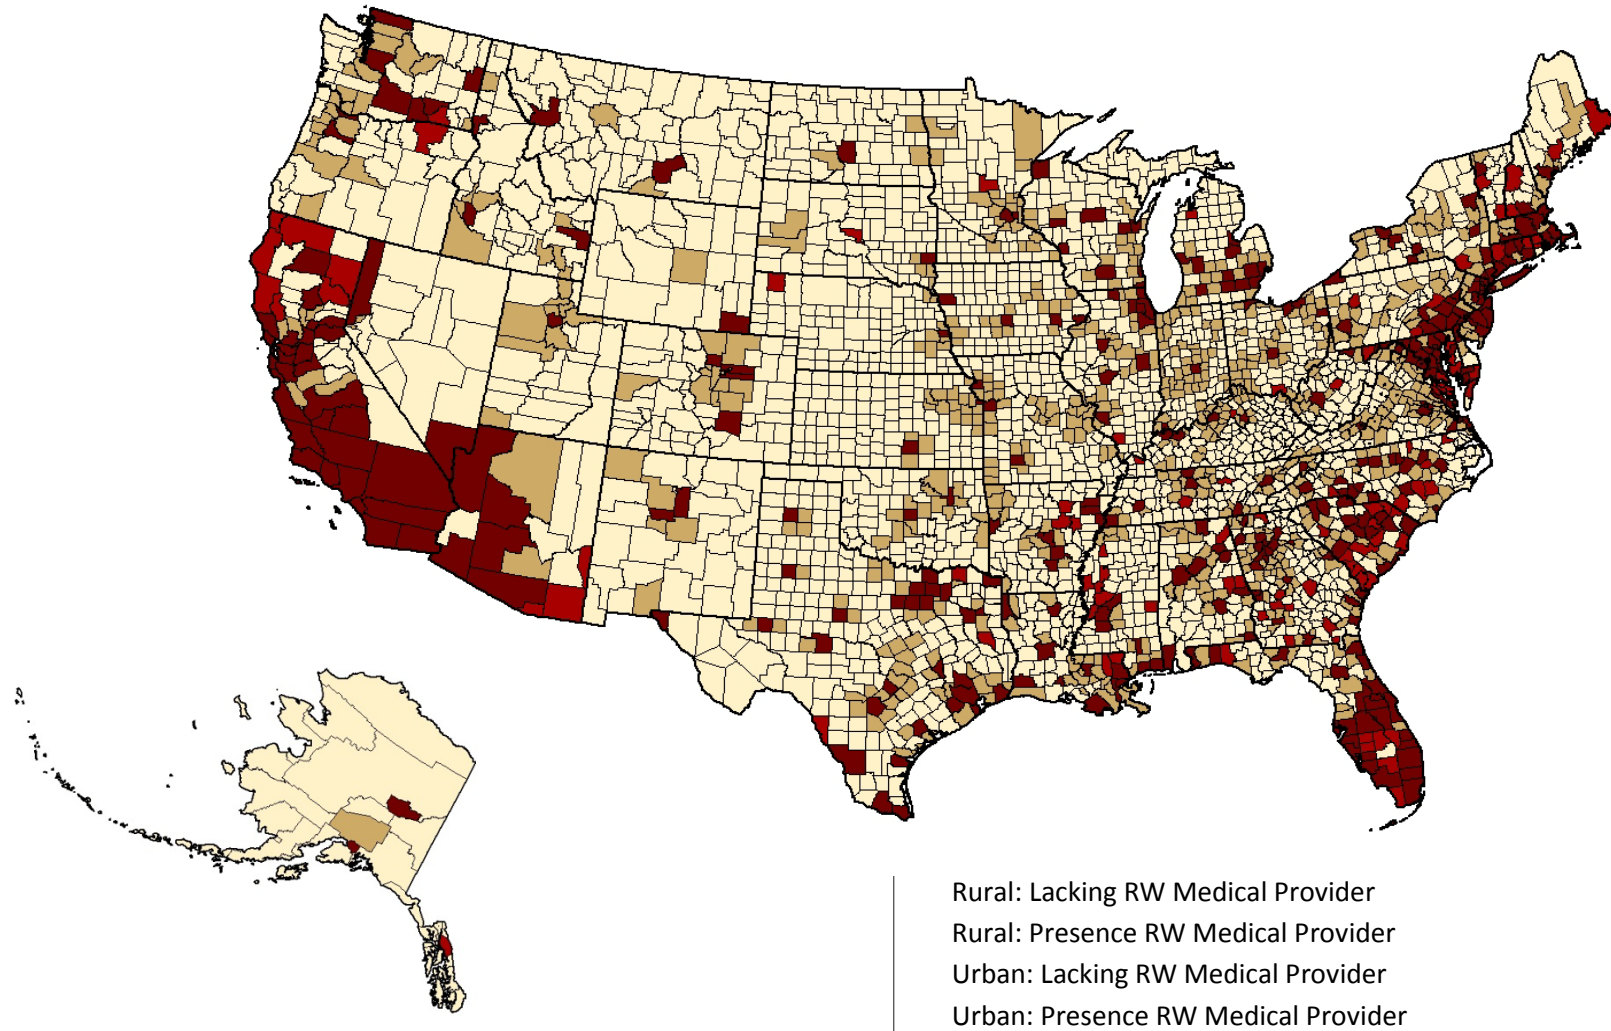 Rural: Lacking RW Medical Provider
Rural: Presence RW Medical Provider
Urban: Lacking RW Medical Provider
Urban: Presence RW Medical Provider